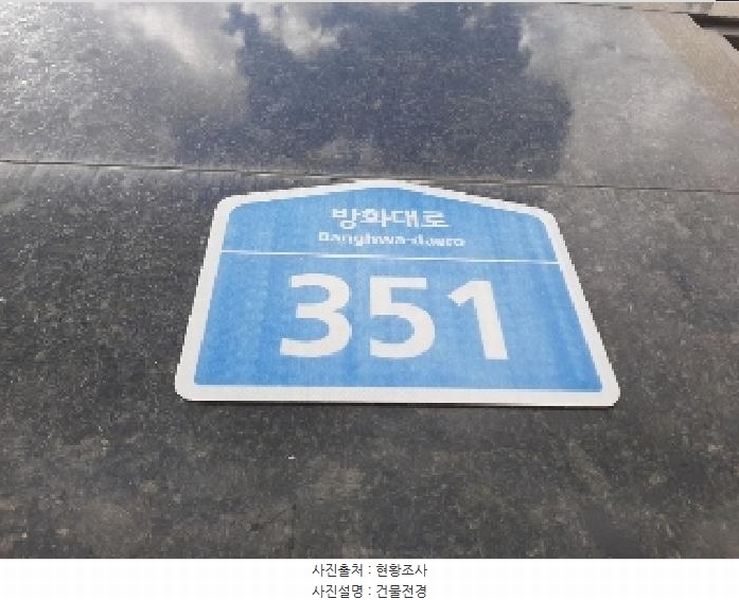 방화대로
Banghwa-daero
351
사진출처 : 현황조사
사진설명 : 건물전경